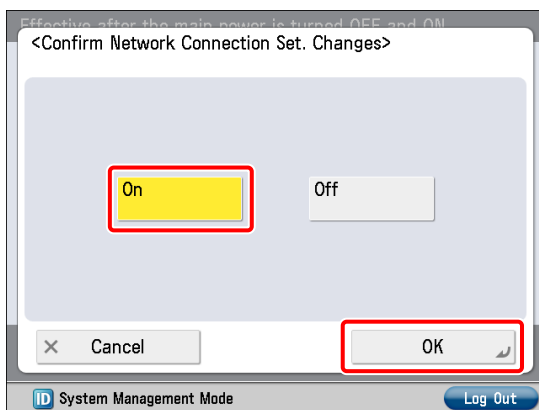 Effective after the main power is turned OFF and ON
<Confirm Network Connection Set. Changes>
On
Off
Cancel
OK
ID System Management Mode
Log Out